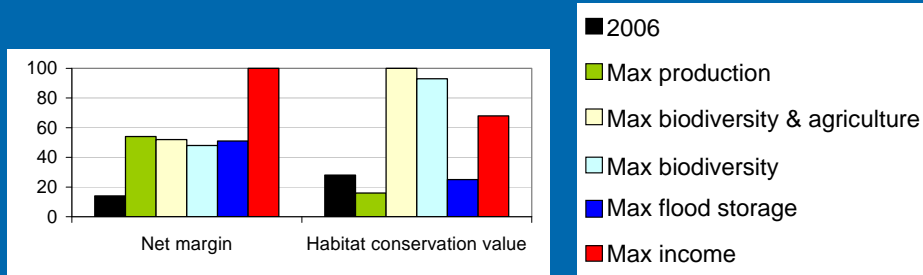 100
80
60
40
20
0
Net margin
Habitat conservation value
2006
Max production
Max biodiversity & agriculture
Max biodiversity
Max flood storage
Max income